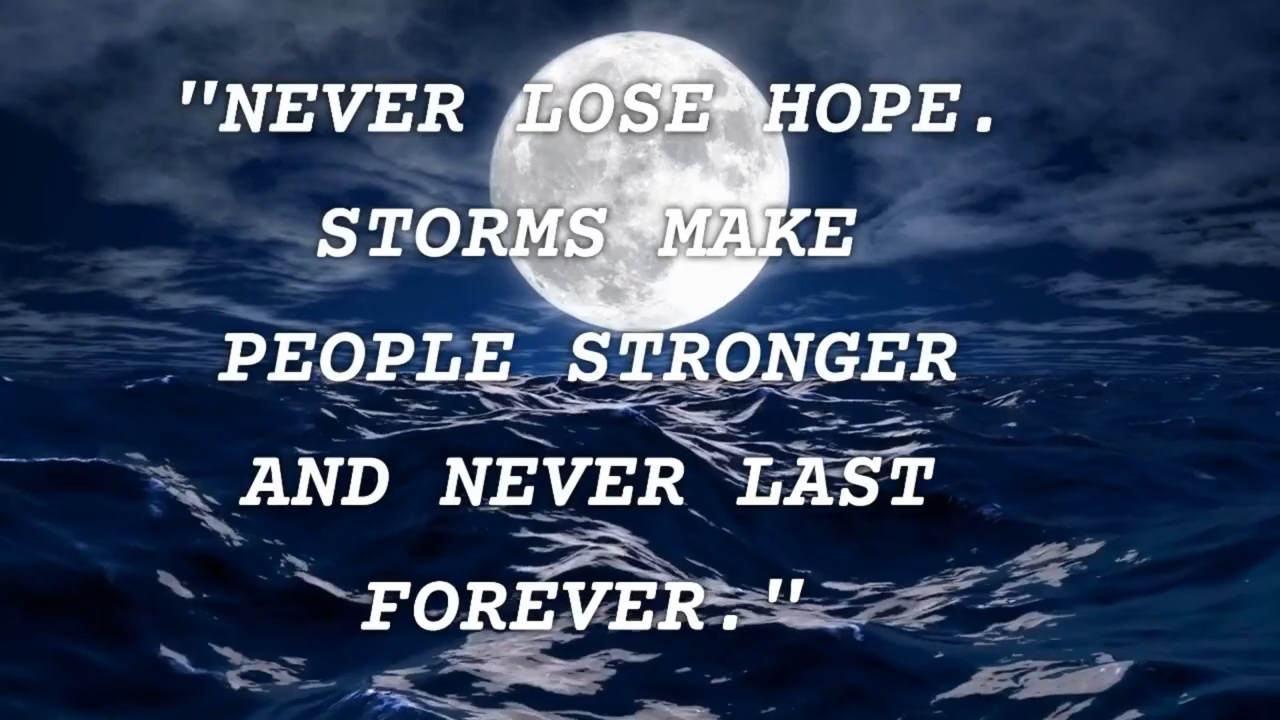 "NEVER LOSE HOPE.
STORMS MAKE
PEOPLE STRONGER
AND NEVER LAST
FOREVER."